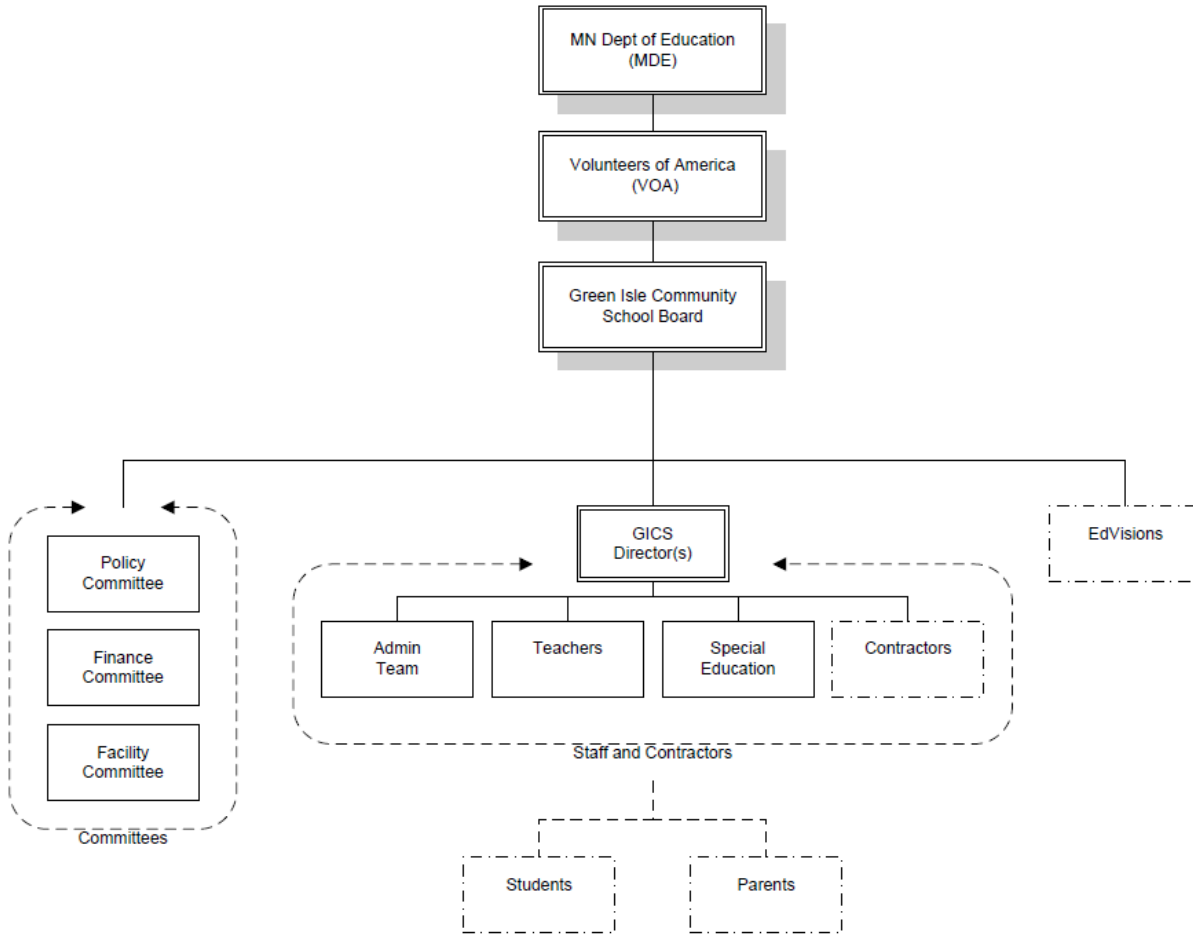 MN Dept of Education
(MDE)
Volunteers of America
(VOA)
Green Isle Community
School Board
GICS
Director(s)
EdVisions
Policy
Committee
Finance
Committee
Facility
Committee
Committees
Admin
Team
Teachers
Special
Education
Contractors
Staff and Contractors
Students
Parents